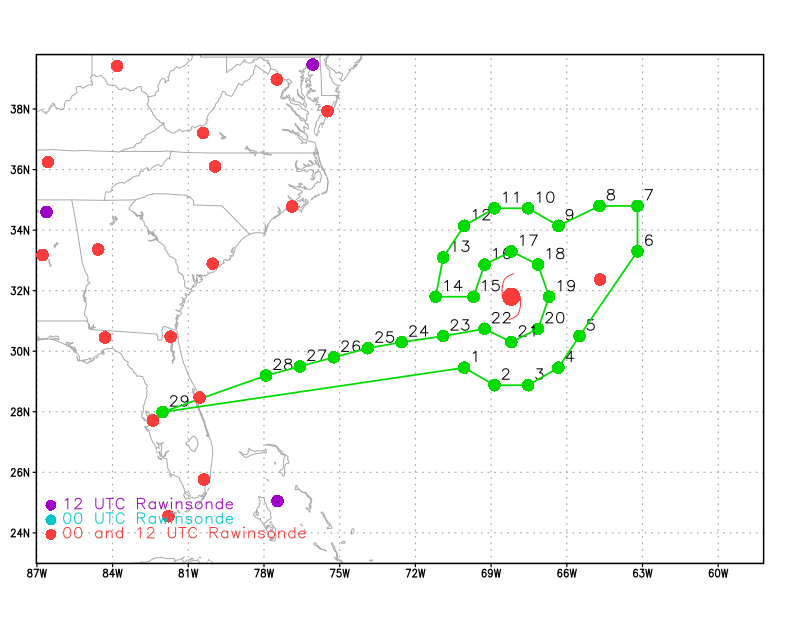 38N
36N
34N
32N
30N
28N
26N
24N
11 10 8 7
12 9
13 17 6
16 18
14 15 19
22 20
23 21 5
24
25
26
27 1 4
28 2 3
29
12 UTC Rawinsonde
00 UTC Rawinsonde
00 and 12 UTC Rawinsonde
87W 84W 81W 78W 75W 72W 69W 66W 63W 60W